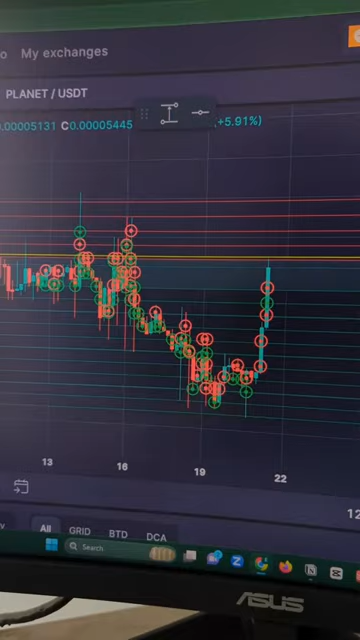 My exchanges
PLANET / USDT
0.00005131 C0.00005445 (+5.91%)
13 16 19 22
12
All GRID BTD DCA
Search
ASUS